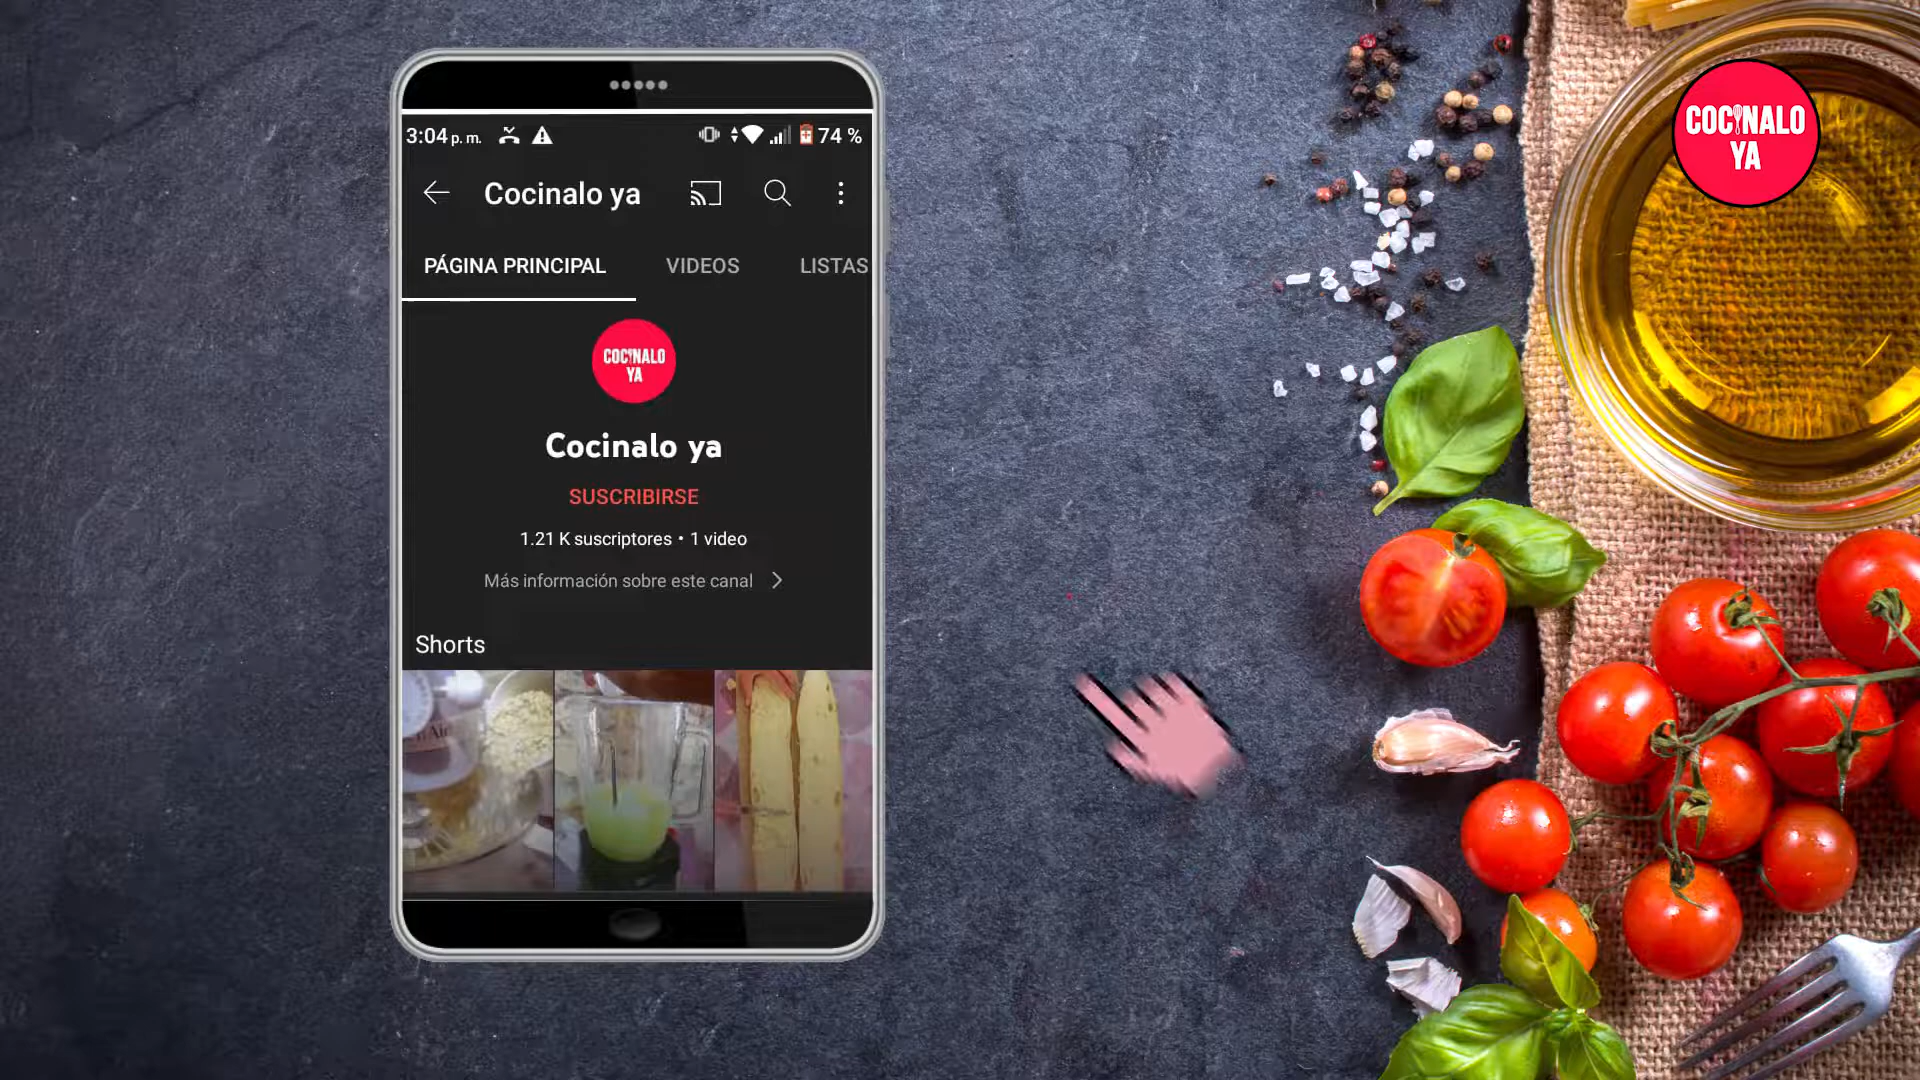 3:04 p. m.
74 %
Cocinalo ya
PÁGINA PRINCIPAL
VIDEOS
LISTAS
COCINALO
YA
Cocinalo ya
SUSCRIBIRSE
1.21 K suscriptores • 1 video
Más información sobre este canal
Shorts
COCINALO
YA